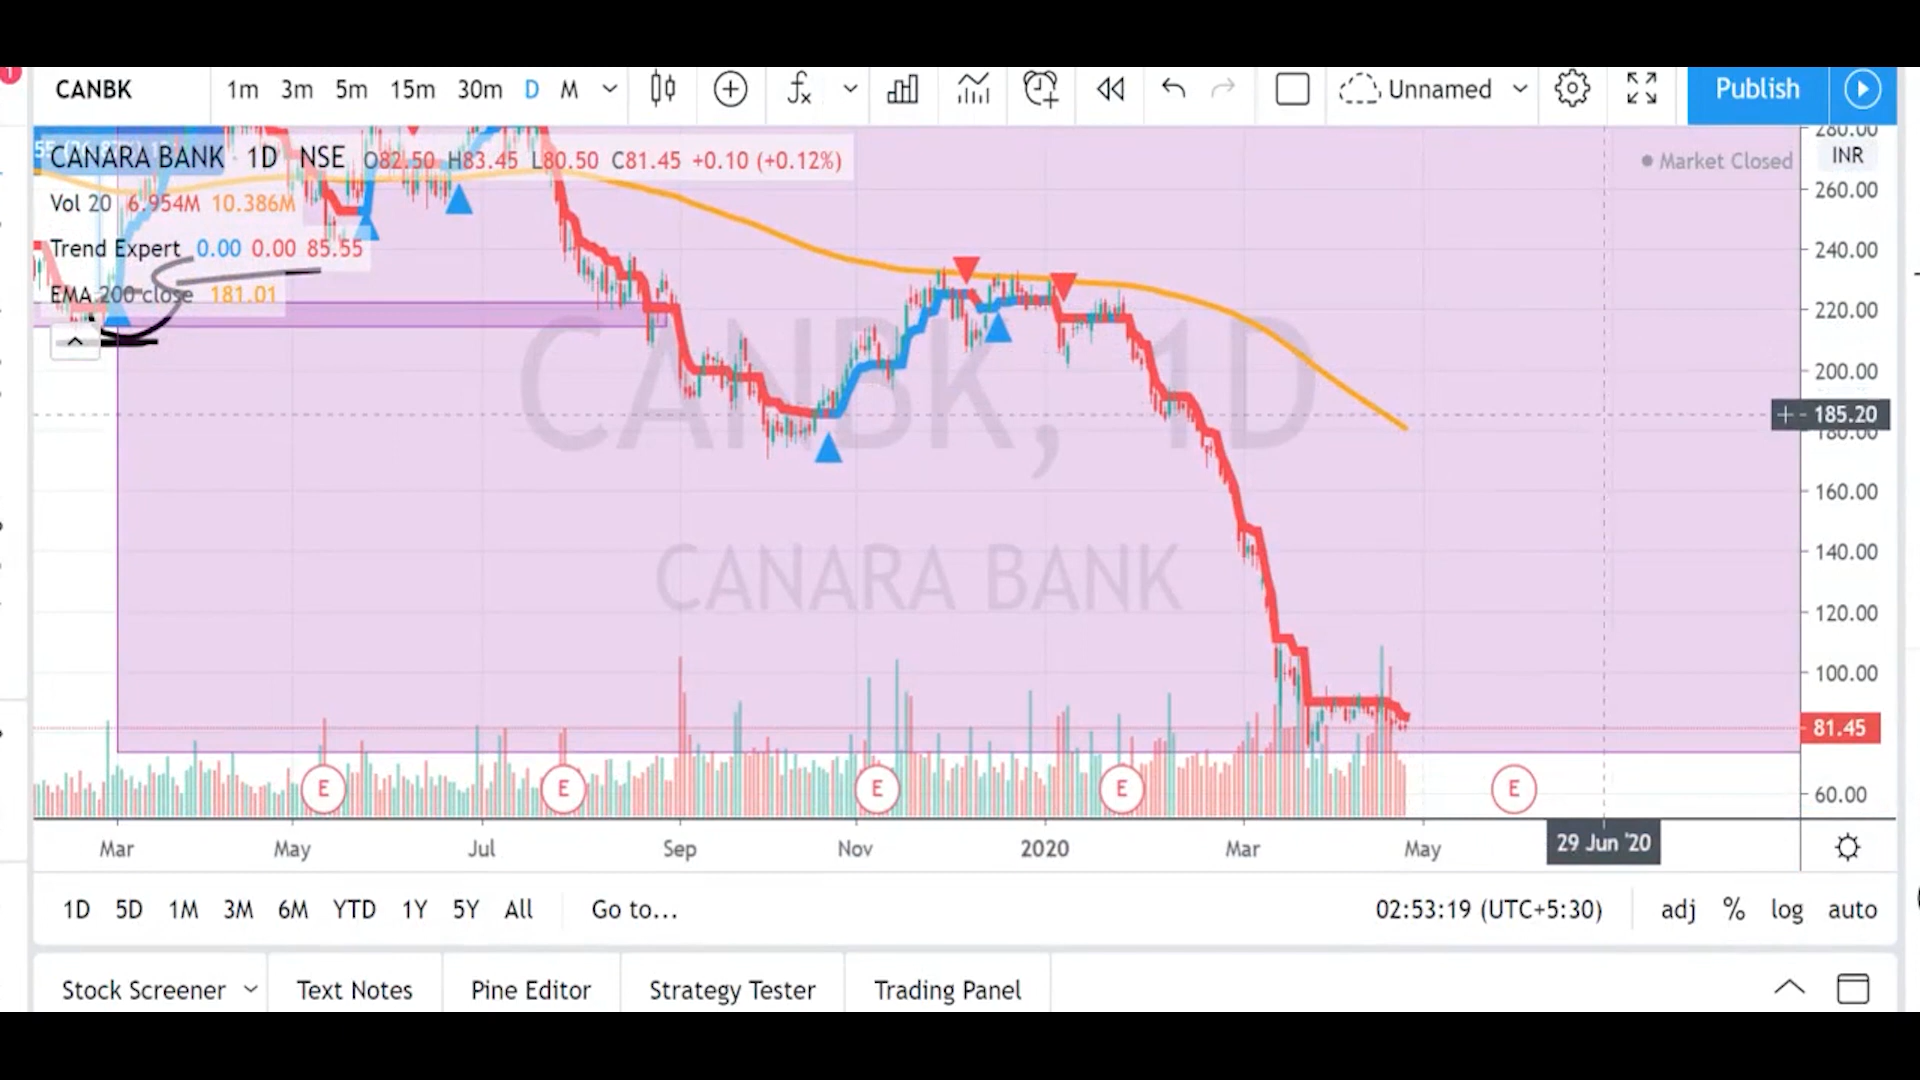 CANBK 1m 3m 5m 15m 30m D M Unnamed Publish
CANARA BANK 1D NSE O82.50 H83.45 L80.50 C81.45 +0.10 (+0.12%)
Market Closed
INR
Vol 20 6.954M 10.386M
Trend Expert 0.00 0.00 85.55
EMA 200 close 181.01
280.00
260.00
240.00
220.00
200.00
185.20
180.00
160.00
140.00
120.00
100.00
81.45
60.00
CANBK, 1D
CANARA BANK
E E E E E
Mar May Jul Sep Nov 2020 Mar May 29 Jun '20
1D 5D 1M 3M 6M YTD 1Y 5Y All Go to... 02:53:19 (UTC+5:30) adj % log auto
Stock Screener Text Notes Pine Editor Strategy Tester Trading Panel